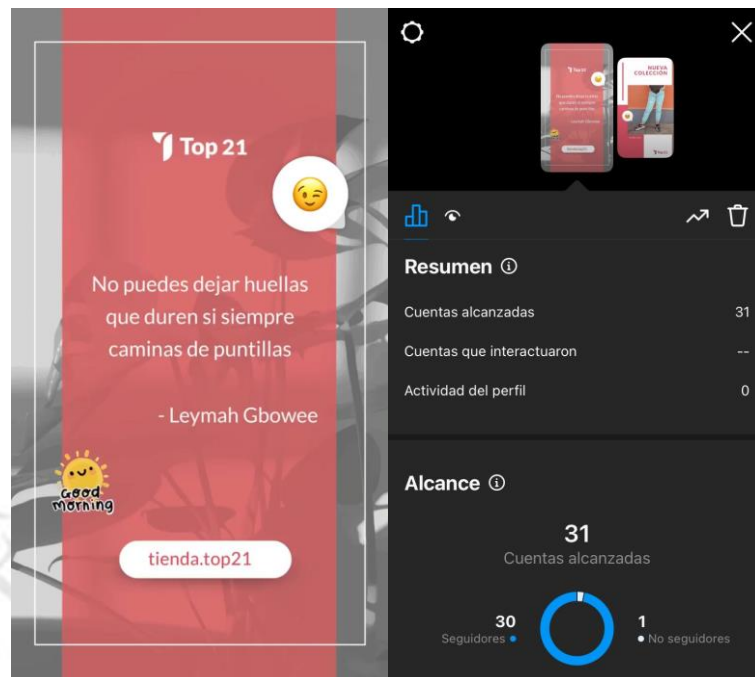 Top 21
No puedes dejar huellas
que duren si siempre
caminas de puntillas
- Leymah Gbowee
Good
morning
tienda.top21
NUEVA
COLECCIÓN
Resumen
Cuentas alcanzadas 31
Cuentas que interactuaron --
Actividad del perfil 0
Alcance
31
Cuentas alcanzadas
30
Seguidores
1
No seguidores